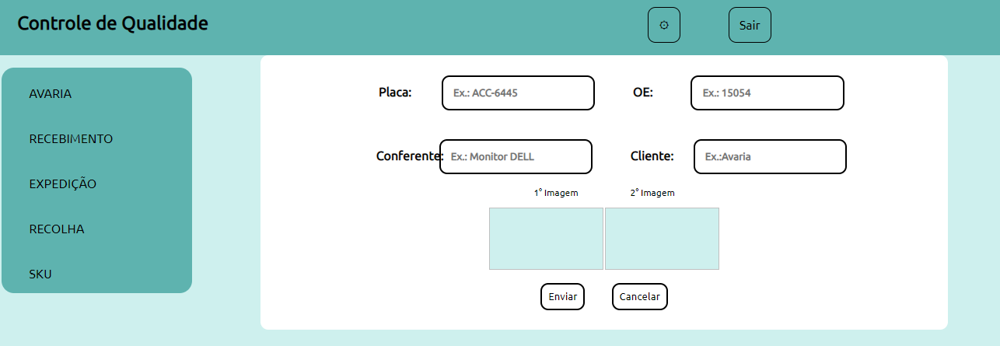 Controle de Qualidade
⚙ Sair
AVARIA
RECEBIMENTO
EXPEDIÇÃO
RECOLHA
SKU
Placa: Ex.: ACC-6445 OE: Ex.: 15054
Conferente: Ex.: Monitor DELL Cliente: Ex.:Avaria
1° Imagem 2° Imagem
Enviar Cancelar